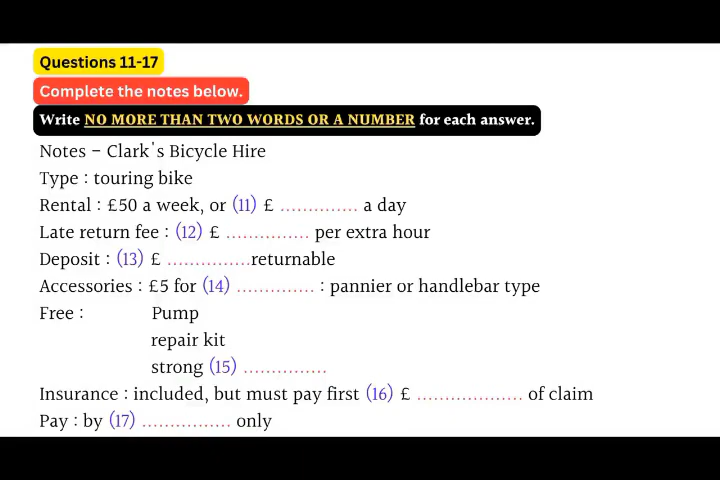 Questions 11-17
Complete the notes below.
Write NO MORE THAN TWO WORDS OR A NUMBER for each answer.
Notes – Clark's Bicycle Hire
Type : touring bike
Rental : £50 a week, or (11) £ .............. a day
Late return fee : (12) £ ............... per extra hour
Deposit : (13) £ ...............returnable
Accessories : £5 for (14) .............. : pannier or handlebar type
Free : Pump
repair kit
strong (15) ...............
Insurance : included, but must pay first (16) £ ................... of claim
Pay : by (17) ................ only